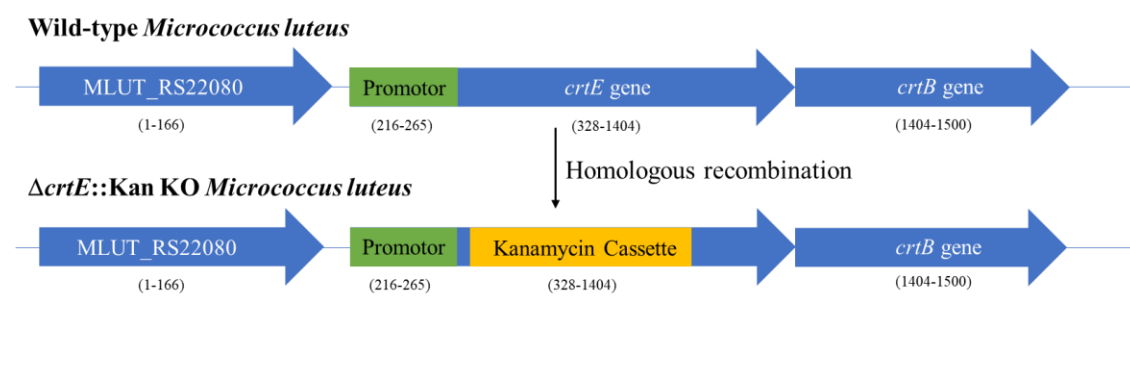 Wild-type Micrococcus luteus
MLUT_RS22080 Promotor crtE gene crtB gene
(1-166) (216-265) (328-1404) (1404-1500)
Homologous recombination
ΔcrtE::Kan KO Micrococcus luteus
MLUT_RS22080 Promotor Kanamycin Cassette crtB gene
(1-166) (216-265) (328-1404) (1404-1500)